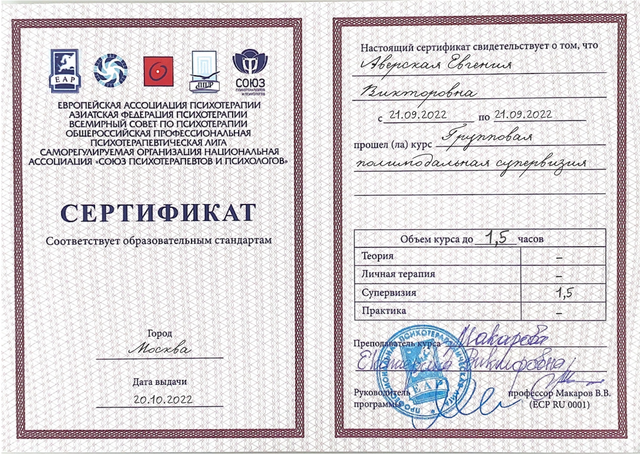 ЕАР
ОППЛ
СОЮЗ
ЕВРОПЕЙСКАЯ АССОЦИАЦИЯ ПСИХОТЕРАПИИ
АЗИАТСКАЯ ФЕДЕРАЦИЯ ПСИХОТЕРАПИИ
ВСЕМИРНЫЙ СОВЕТ ПО ПСИХОТЕРАПИИ
ОБЩЕРОССИЙСКАЯ ПРОФЕССИОНАЛЬНАЯ
ПСИХОТЕРАПЕВТИЧЕСКАЯ ЛИГА
САМОРЕГУЛИРУЕМАЯ ОРГАНИЗАЦИЯ НАЦИОНАЛЬНАЯ
АССОЦИАЦИЯ «СОЮЗ ПСИХОТЕРАПЕВТОВ И ПСИХОЛОГОВ»
СЕРТИФИКАТ
Соответствует образовательным стандартам
Город
Москва
Дата выдачи
20.10.2022
Настоящий сертификат свидетельствует о том, что
Аверская Евгения
Викторовна
с 21.09.2022 по 21.09.2022
прошел (ла) курс Групповая
полимодальная супервизия
Объем курса до 1,5 часов
Теория –
Личная терапия –
Супервизия 1,5
Практика –
Преподаватель курса Макарова
Екатерина Викторовна
Руководитель программы
профессор Макаров В.В.
(ECP RU 0001)
ЕАР